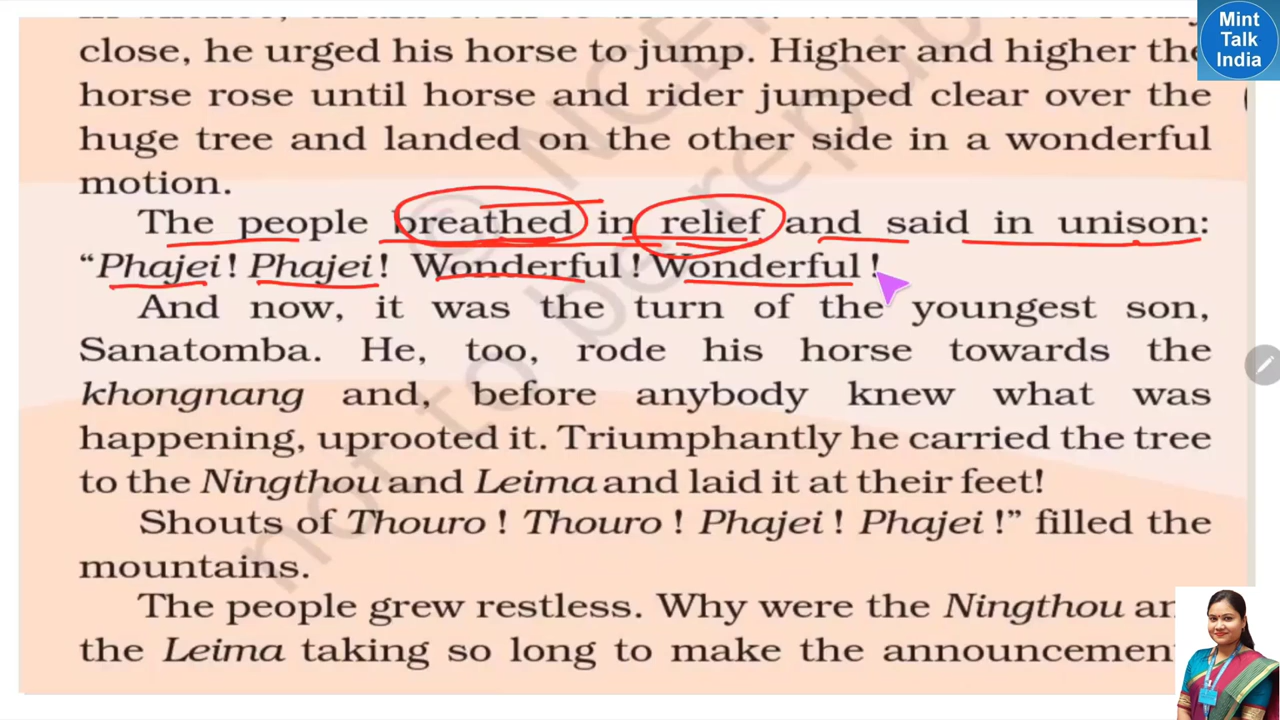 close, he urged his horse to jump. Higher and higher the
horse rose until horse and rider jumped clear over the
huge tree and landed on the other side in a wonderful
motion.
The people breathed in relief and said in unison:
“Phajei ! Phajei ! Wonderful ! Wonderful !
And now, it was the turn of the youngest son,
Sanatomba. He, too, rode his horse towards the
khongnang and, before anybody knew what was
happening, uprooted it. Triumphantly he carried the tree
to the Ningthou and Leima and laid it at their feet!
Shouts of Thouro ! Thouro ! Phajei ! Phajei !” filled the
mountains.
The people grew restless. Why were the Ningthou an
the Leima taking so long to make the announcement
Mint
Talk
India
not to be republ
© NCE